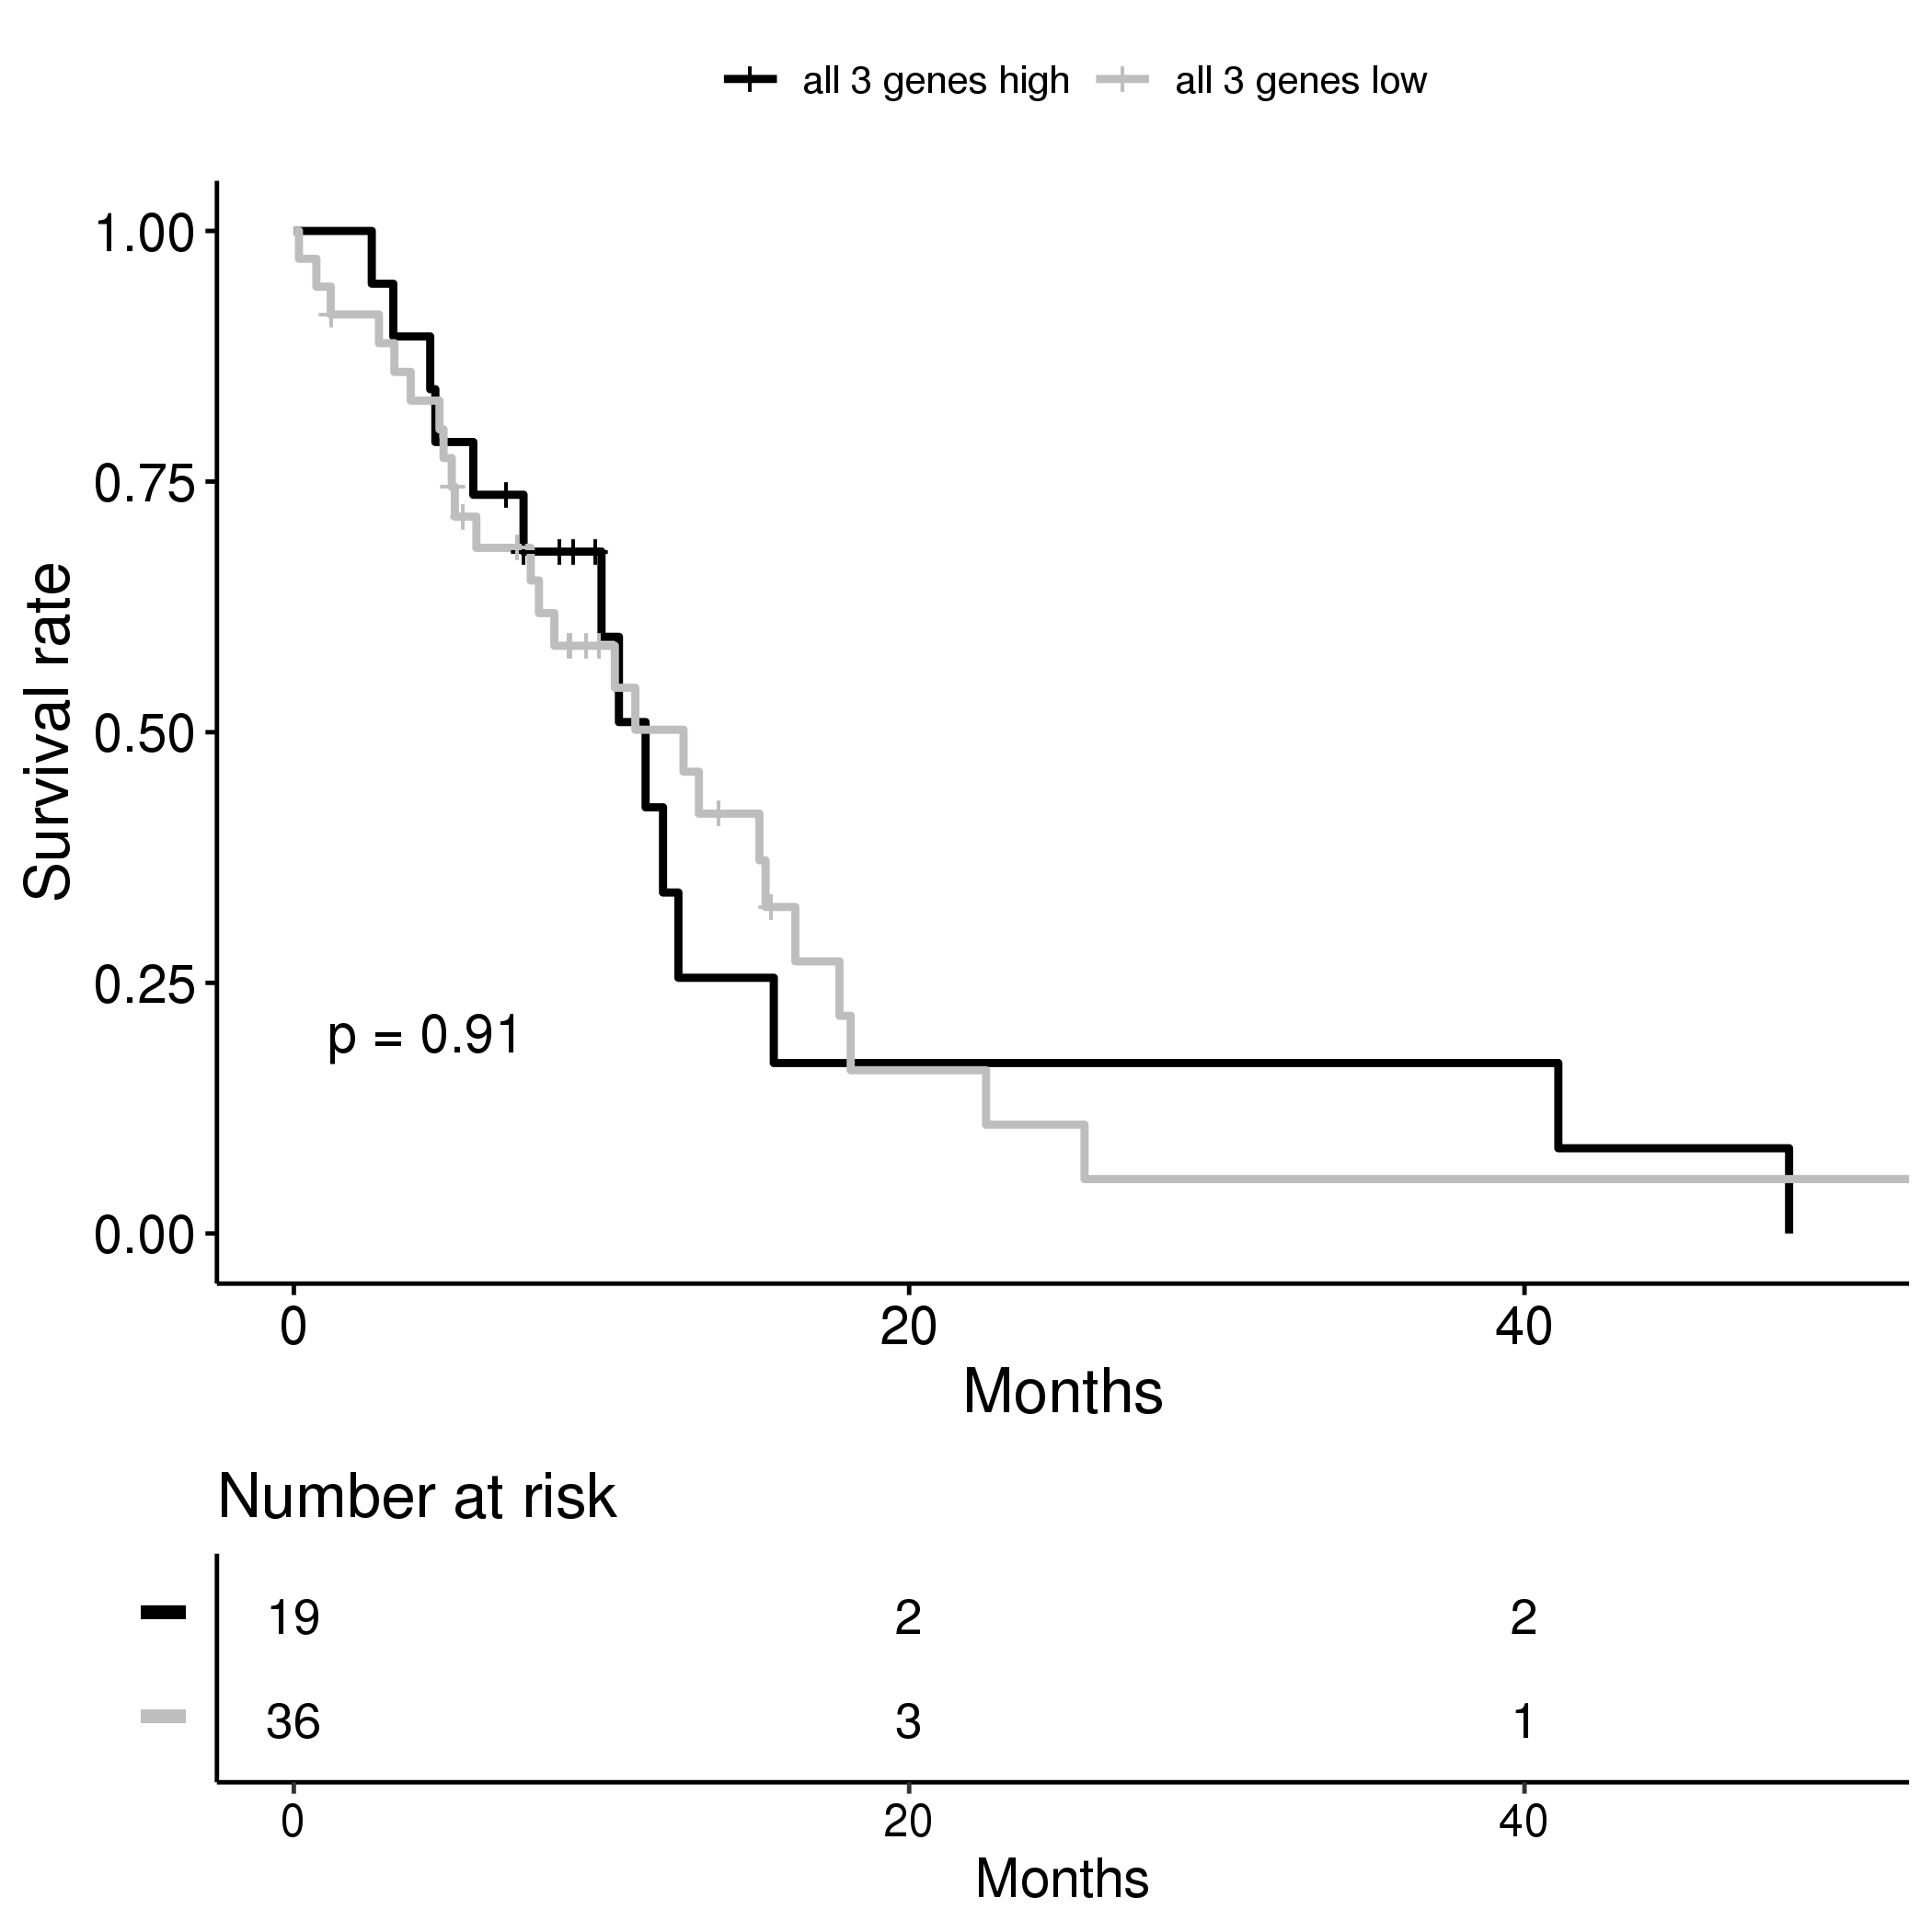 all 3 genes high all 3 genes low
1.00
0.75
0.50
0.25
0.00
Survival rate
p = 0.91
0 20 40
Months
Number at risk
19 2 2
36 3 1
0 20 40
Months